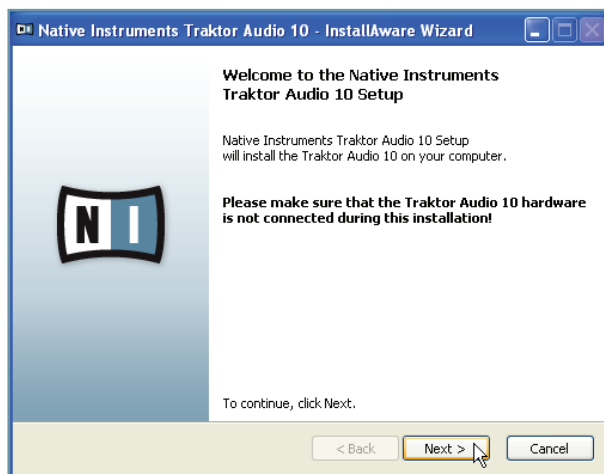 Native Instruments Traktor Audio 10 - InstallAware Wizard
Welcome to the Native Instruments
Traktor Audio 10 Setup
Native Instruments Traktor Audio 10 Setup
will install the Traktor Audio 10 on your computer.
Please make sure that the Traktor Audio 10 hardware
is not connected during this installation!
NI
To continue, click Next.
< Back Next > Cancel